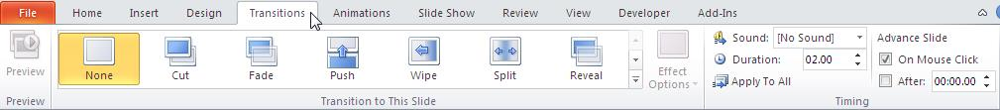 File Home Insert Design Transitions Animations Slide Show Review View Developer Add-Ins
Sound: [No Sound] Advance Slide
Duration: 02.00 On Mouse Click
Preview None Cut Fade Push Wipe Split Reveal Effect Options Apply To All After: 00:00.00
Preview Transition to This Slide Timing